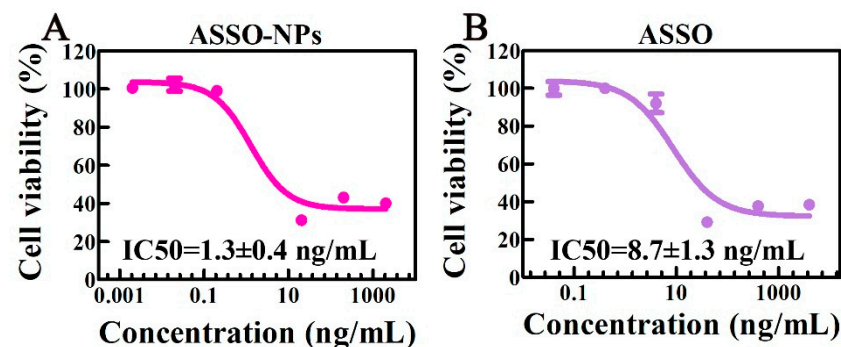 A
ASSO-NPs
Cell viability (%)
120
100
80
60
40
20
0
IC50=1.3±0.4 ng/mL
0.001
0.1
10
1000
Concentration (ng/mL)
B
ASSO
Cell viability (%)
120
100
80
60
40
20
0
IC50=8.7±1.3 ng/mL
0.1
10
1000
Concentration (ng/mL)